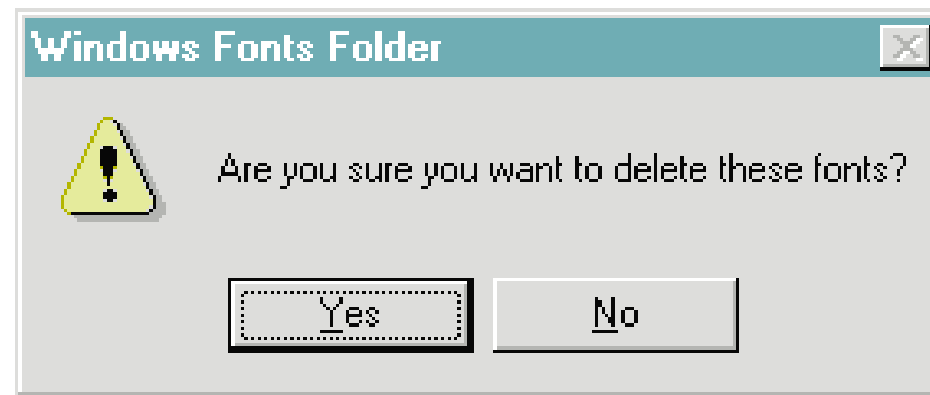 Windows Fonts Folder
Are you sure you want to delete these fonts?
Yes
No